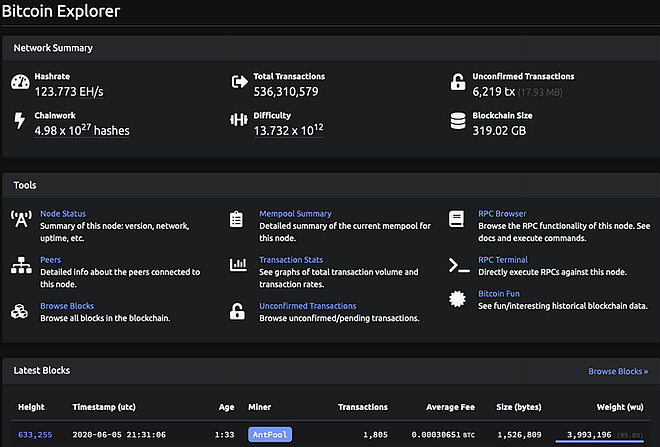 Bitcoin Explorer
Network Summary
Hashrate
123.773 EH/s
Total Transactions
536,310,579
Unconfirmed Transactions
6,219 tx (17.93 MB)
Chainwork
4.98 x 10²⁷ hashes
Difficulty
13.732 x 10¹²
Blockchain Size
319.02 GB
Tools
Node Status
Summary of this node: version, network,
uptime, etc.
Mempool Summary
Detailed summary of the current mempool for
this node.
RPC Browser
Browse the RPC functionality of this node. See
docs and execute commands.
Peers
Detailed info about the peers connected to
this node.
Transaction Stats
See graphs of total transaction volume and
transaction rates.
RPC Terminal
Directly execute RPCs against this node.
Browse Blocks
Browse all blocks in the blockchain.
Unconfirmed Transactions
Browse unconfirmed/pending transactions.
Bitcoin Fun
See fun/interesting historical blockchain data.
Latest Blocks Browse Blocks »
Height Timestamp (utc) Age Miner Transactions Average Fee Size (bytes) Weight (wu)
633,255 2020-06-05 21:31:06 1:33 AntPool 1,805 0.00030651 BTC 1,526,809 3,993,196 (99.8%)